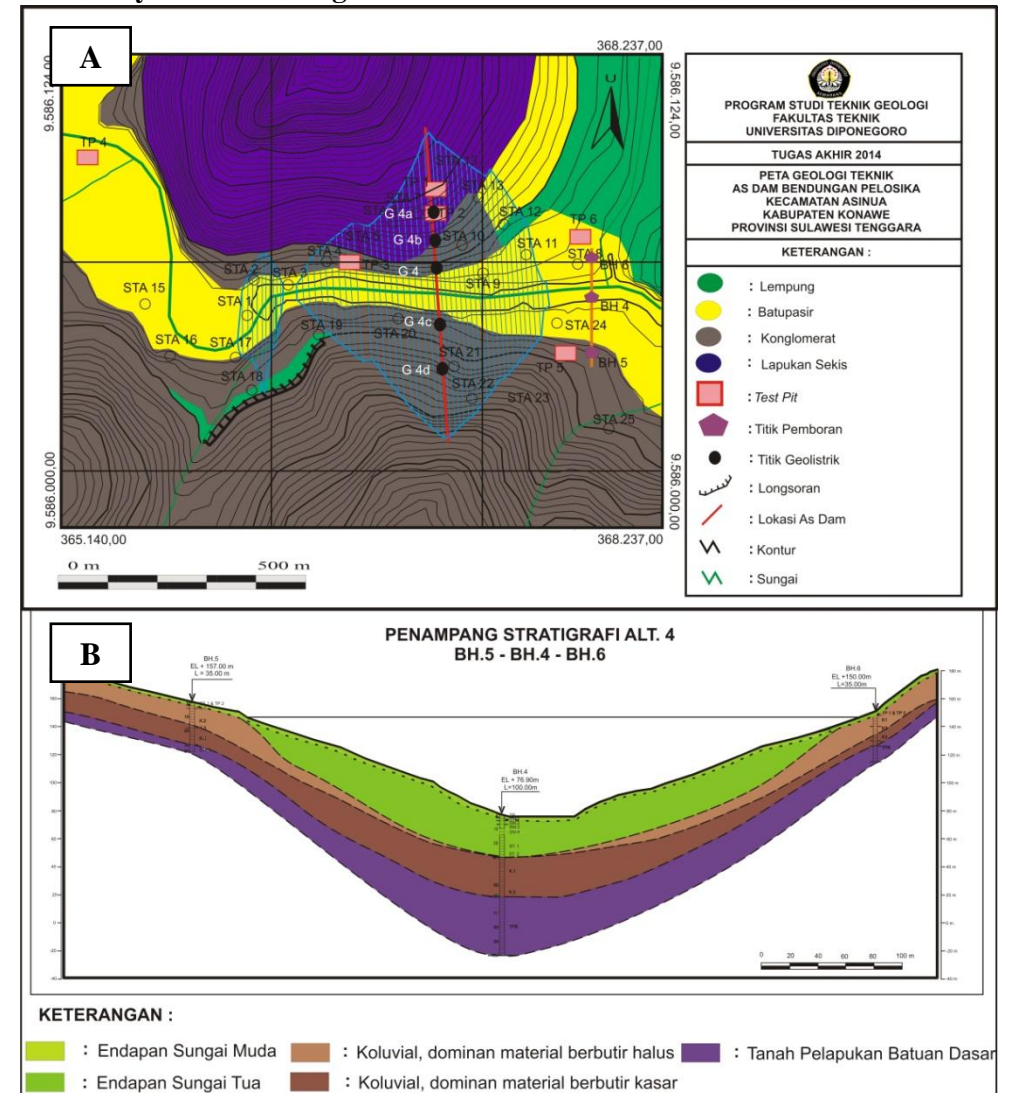 A
368.237,00
9.586.124,00
9.586.124,00
U
TP 4
STA 13
TP 2
G 4a
STA 12
TP 6
STA 10
G 4b
STA 11
STA 8
STA 2
TP 3
G 4
BH 6
STA 3
STA 9
STA 15
STA 1
BH 4
G 4c
STA 24
STA 19
STA 20
STA 16
STA 17
STA 21
TP 5
BH 5
G 4d
STA 18
STA 22
STA 23
STA 25
9.586.000,00
9.586.000,00
365.140,00
368.237,00
0 m
500 m
PROGRAM STUDI TEKNIK GEOLOGI
FAKULTAS TEKNIK
UNIVERSITAS DIPONEGORO
TUGAS AKHIR 2014
PETA GEOLOGI TEKNIK
AS DAM BENDUNGAN PELOSIKA
KECAMATAN ASINUA
KABUPATEN KONAWE
PROVINSI SULAWESI TENGGARA
KETERANGAN :
: Lempung
: Batupasir
: Konglomerat
: Lapukan Sekis
: Test Pit
: Titik Pemboran
: Titik Geolistrik
: Longsoran
: Lokasi As Dam
: Kontur
: Sungai
B
PENAMPANG STRATIGRAFI ALT. 4
BH.5 - BH.4 - BH.6
BH.5
EL + 157.00 m
L = 35.00 m
BH.6
EL +150.00m
L=35.00m
BH.4
EL + 76.90m
L=100.00m
0 20 40 60 80 100 m
KETERANGAN :
: Endapan Sungai Muda
: Koluvial, dominan material berbutir halus
: Tanah Pelapukan Batuan Dasar
: Endapan Sungai Tua
: Koluvial, dominan material berbutir kasar